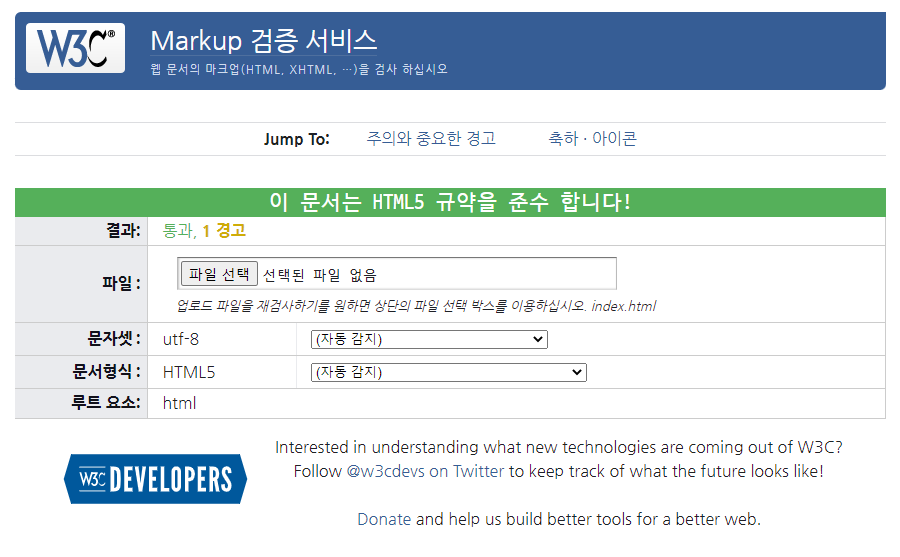 W3C® Markup 검증 서비스
웹 문서의 마크업(HTML, XHTML, …)을 검사 하십시오
Jump To: 주의와 중요한 경고 축하 · 아이콘
이 문서는 HTML5 규약을 준수 합니다!
결과: 통과, 1 경고
파일 : 파일 선택 선택된 파일 없음
업로드 파일을 재검사하기를 원하면 상단의 파일 선택 박스를 이용하십시오. index.html
문자셋 : utf-8 (자동 감지)
문서형식 : HTML5 (자동 감지)
루트 요소: html
W3C DEVELOPERS
Interested in understanding what new technologies are coming out of W3C?
Follow @w3cdevs on Twitter to keep track of what the future looks like!
Donate and help us build better tools for a better web.